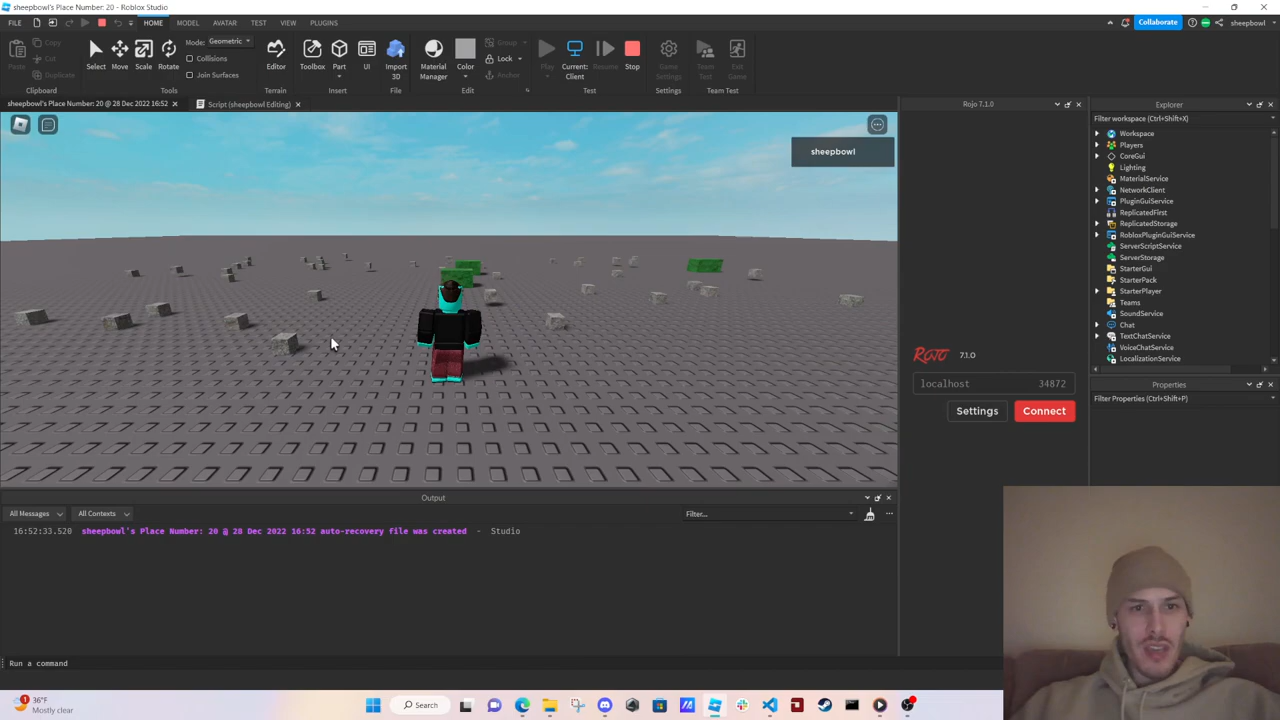 sheepbowl's Place Number: 20 - Roblox Studio
FILE
HOME
MODEL
AVATAR
TEST
VIEW
PLUGINS
Collaborate
sheepbowl
Paste
Copy
Cut
Duplicate
Select
Move
Scale
Rotate
Mode: Geometric
Collisions
Join Surfaces
Editor
Toolbox
Part
UI
Import
3D
Material
Manager
Color
Group
Lock
Anchor
Play
Current:
Client
Resume
Stop
Game
Settings
Team
Test
Exit
Game
Clipboard
Tools
Terrain
Insert
File
Edit
Test
Settings
Team Test
sheepbowl's Place Number: 20 @ 28 Dec 2022 16:52
Script (sheepbowl Editing)
sheepbowl
Rojo 7.1.0
ROJO 7.1.0
localhost 34872
Settings
Connect
Explorer
Filter workspace (Ctrl+Shift+X)
Workspace
Players
CoreGui
Lighting
MaterialService
NetworkClient
PluginGuiService
ReplicatedFirst
ReplicatedStorage
RobloxPluginGuiService
ServerScriptService
ServerStorage
StarterGui
StarterPack
StarterPlayer
Teams
SoundService
Chat
TextChatService
VoiceChatService
LocalizationService
Properties
Filter Properties (Ctrl+Shift+P)
Output
All Messages
All Contexts
Filter...
16:52:33.520 sheepbowl's Place Number: 20 @ 28 Dec 2022 16:52 auto-recovery file was created - Studio
Run a command
1
36°F
Mostly clear
Search